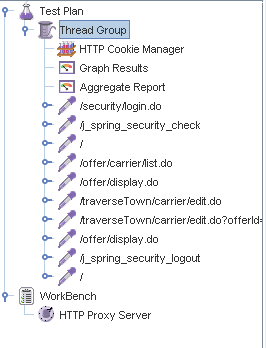 Test Plan
Thread Group
HTTP Cookie Manager
Graph Results
Aggregate Report
/security/login.do
/j_spring_security_check
/
/offer/carrier/list.do
/offer/display.do
/traverseTown/carrier/edit.do
/traverseTown/carrier/edit.do?offerId=
/offer/display.do
/j_spring_security_logout
/
WorkBench
HTTP Proxy Server